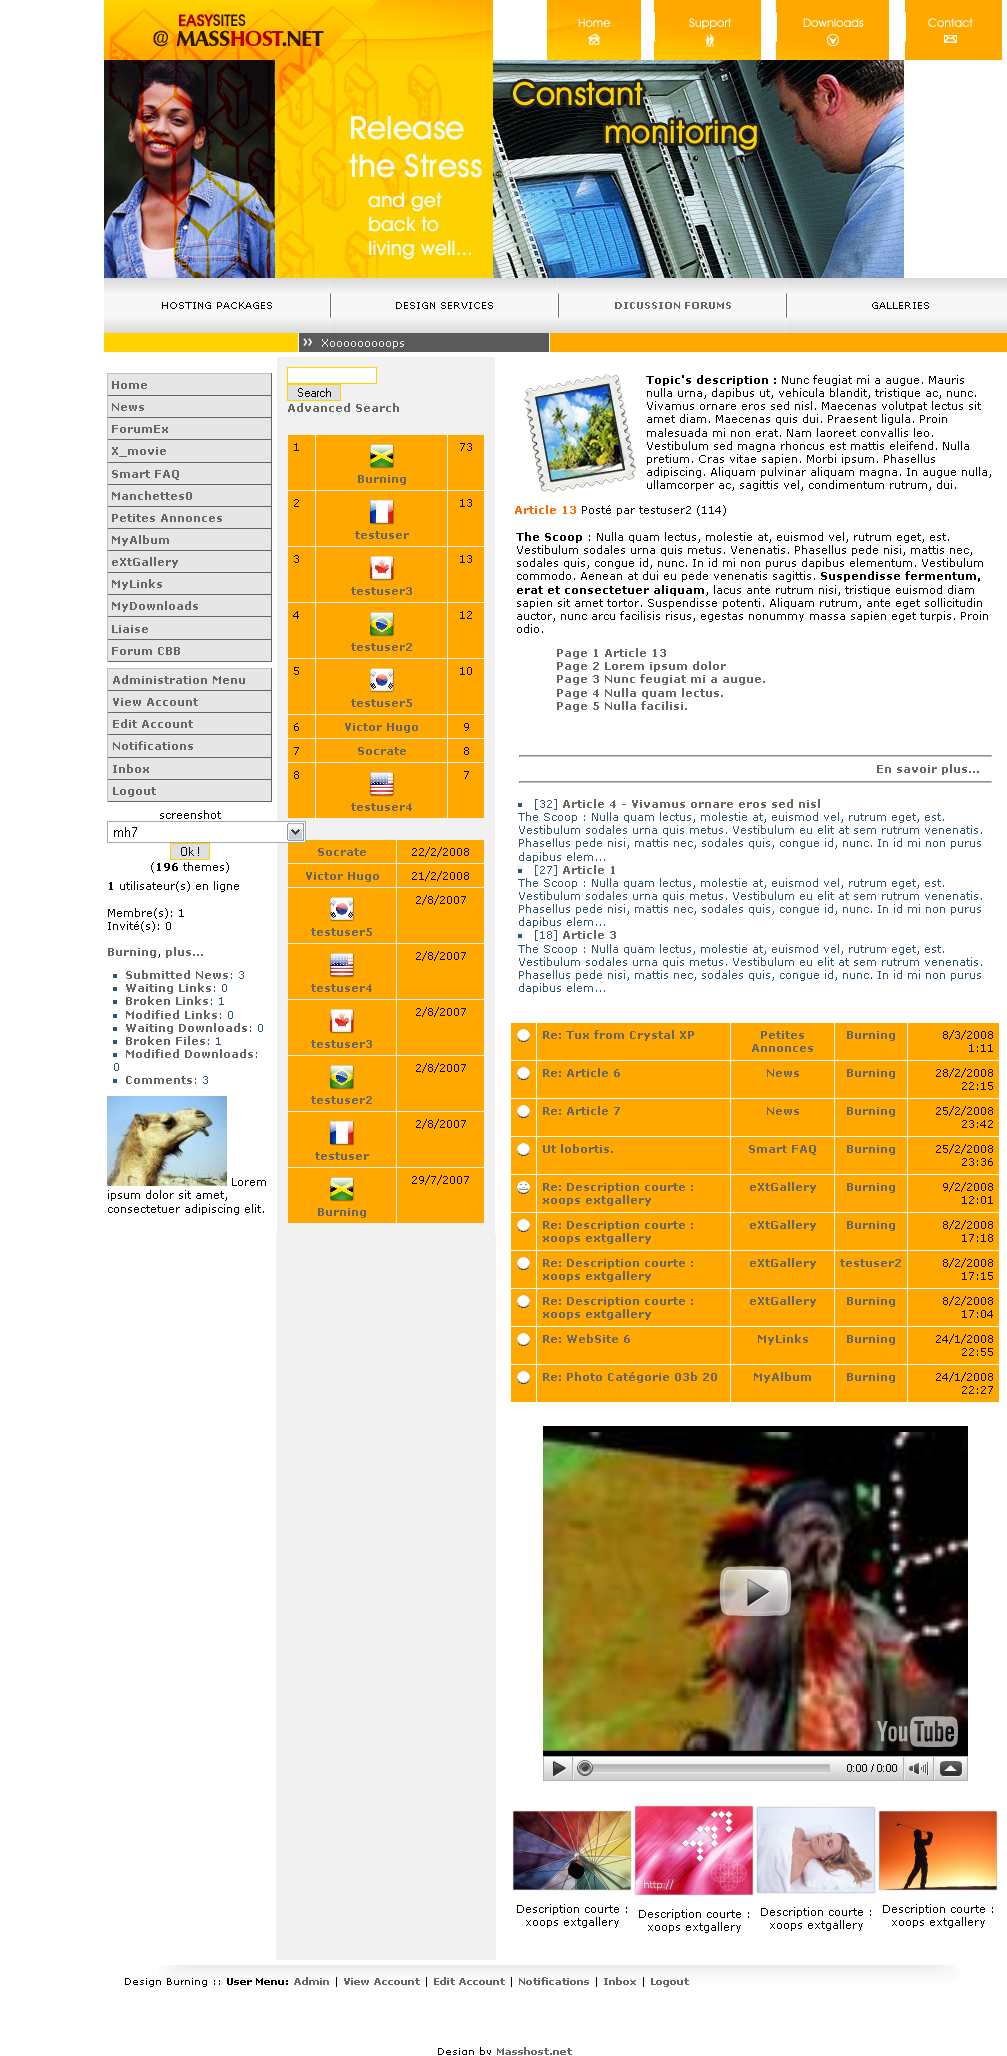 EASYSITES
@ MASSHOST.NET
Home
Support
Downloads
Contact
Release
the Stress
and get
back to
living well...
Constant
monitoring
HOSTING PACKAGES
DESIGN SERVICES
DICUSSION FORUMS
GALLERIES
Xooooooooops
Home
News
ForumEx
X_movie
Smart FAQ
Manchettes0
Petites Annonces
MyAlbum
eXtGallery
MyLinks
MyDownloads
Liaise
Forum CBB
Administration Menu
View Account
Edit Account
Notifications
Inbox
Logout
screenshot
mh7
Ok !
(196 themes)
1 utilisateur(s) en ligne
Membre(s): 1
Invité(s): 0
Burning, plus...
Submitted News: 3
Waiting Links: 0
Broken Links: 1
Modified Links: 0
Waiting Downloads: 0
Broken Files: 1
Modified Downloads:
0
Comments: 3
Lorem
ipsum dolor sit amet,
consectetuer adipiscing elit.
Search
Advanced Search
1 Burning 73
2 testuser 13
3 testuser3 13
4 testuser2 12
5 testuser5 10
6 Victor Hugo 9
7 Socrate 8
8 testuser4 7
Socrate 22/2/2008
Victor Hugo 21/2/2008
testuser5 2/8/2007
testuser4 2/8/2007
testuser3 2/8/2007
testuser2 2/8/2007
testuser 2/8/2007
Burning 29/7/2007
Topic's description : Nunc feugiat mi a augue. Mauris
nulla urna, dapibus ut, vehicula blandit, tristique ac, nunc.
Vivamus ornare eros sed nisl. Maecenas volutpat lectus sit
amet diam. Maecenas quis dui. Praesent ligula. Proin
malesuada mi non erat. Nam laoreet convallis leo.
Vestibulum sed magna rhoncus est mattis eleifend. Nulla
pretium. Cras vitae sapien. Morbi ipsum. Phasellus
adipiscing. Aliquam pulvinar aliquam magna. In augue nulla,
ullamcorper ac, sagittis vel, condimentum rutrum, dui.
Article 13 Posté par testuser2 (114)
The Scoop : Nulla quam lectus, molestie at, euismod vel, rutrum eget, est.
Vestibulum sodales urna quis metus. Venenatis. Phasellus pede nisi, mattis nec,
sodales quis, congue id, nunc. In id mi non purus dapibus elementum. Vestibulum
commodo. Aenean at dui eu pede venenatis sagittis. Suspendisse fermentum,
erat et consectetuer aliquam, lacus ante rutrum nisi, tristique euismod diam
sapien sit amet tortor. Suspendisse potenti. Aliquam rutrum, ante eget sollicitudin
auctor, nunc arcu facilisis risus, egestas nonummy massa sapien eget turpis. Proin
odio.
Page 1 Article 13
Page 2 Lorem ipsum dolor
Page 3 Nunc feugiat mi a augue.
Page 4 Nulla quam lectus.
Page 5 Nulla facilisi.
En savoir plus...
[32] Article 4 - Vivamus ornare eros sed nisl
The Scoop : Nulla quam lectus, molestie at, euismod vel, rutrum eget, est.
Vestibulum sodales urna quis metus. Vestibulum eu elit at sem rutrum venenatis.
Phasellus pede nisi, mattis nec, sodales quis, congue id, nunc. In id mi non purus
dapibus elem...
[27] Article 1
The Scoop : Nulla quam lectus, molestie at, euismod vel, rutrum eget, est.
Vestibulum sodales urna quis metus. Vestibulum eu elit at sem rutrum venenatis.
Phasellus pede nisi, mattis nec, sodales quis, congue id, nunc. In id mi non purus
dapibus elem...
[18] Article 3
The Scoop : Nulla quam lectus, molestie at, euismod vel, rutrum eget, est.
Vestibulum sodales urna quis metus. Vestibulum eu elit at sem rutrum venenatis.
Phasellus pede nisi, mattis nec, sodales quis, congue id, nunc. In id mi non purus
dapibus elem...
Re: Tux from Crystal XP Petites Burning 8/3/2008
Annonces 1:11
Re: Article 6 News Burning 28/2/2008
22:15
Re: Article 7 News Burning 25/2/2008
23:42
Ut lobortis. Smart FAQ Burning 25/2/2008
23:36
Re: Description courte : eXtGallery Burning 9/2/2008
xoops extgallery 12:01
Re: Description courte : eXtGallery Burning 8/2/2008
xoops extgallery 17:18
Re: Description courte : eXtGallery testuser2 8/2/2008
xoops extgallery 17:15
Re: Description courte : eXtGallery Burning 8/2/2008
xoops extgallery 17:04
Re: WebSite 6 MyLinks Burning 24/1/2008
22:55
Re: Photo Catégorie 03b 20 MyAlbum Burning 24/1/2008
22:27
YouTube
0:00 / 0:00
http://
Description courte :
xoops extgallery
Description courte :
xoops extgallery
Description courte :
xoops extgallery
Description courte :
xoops extgallery
Design Burning :: User Menu: Admin | View Account | Edit Account | Notifications | Inbox | Logout
Design by Masshost.net